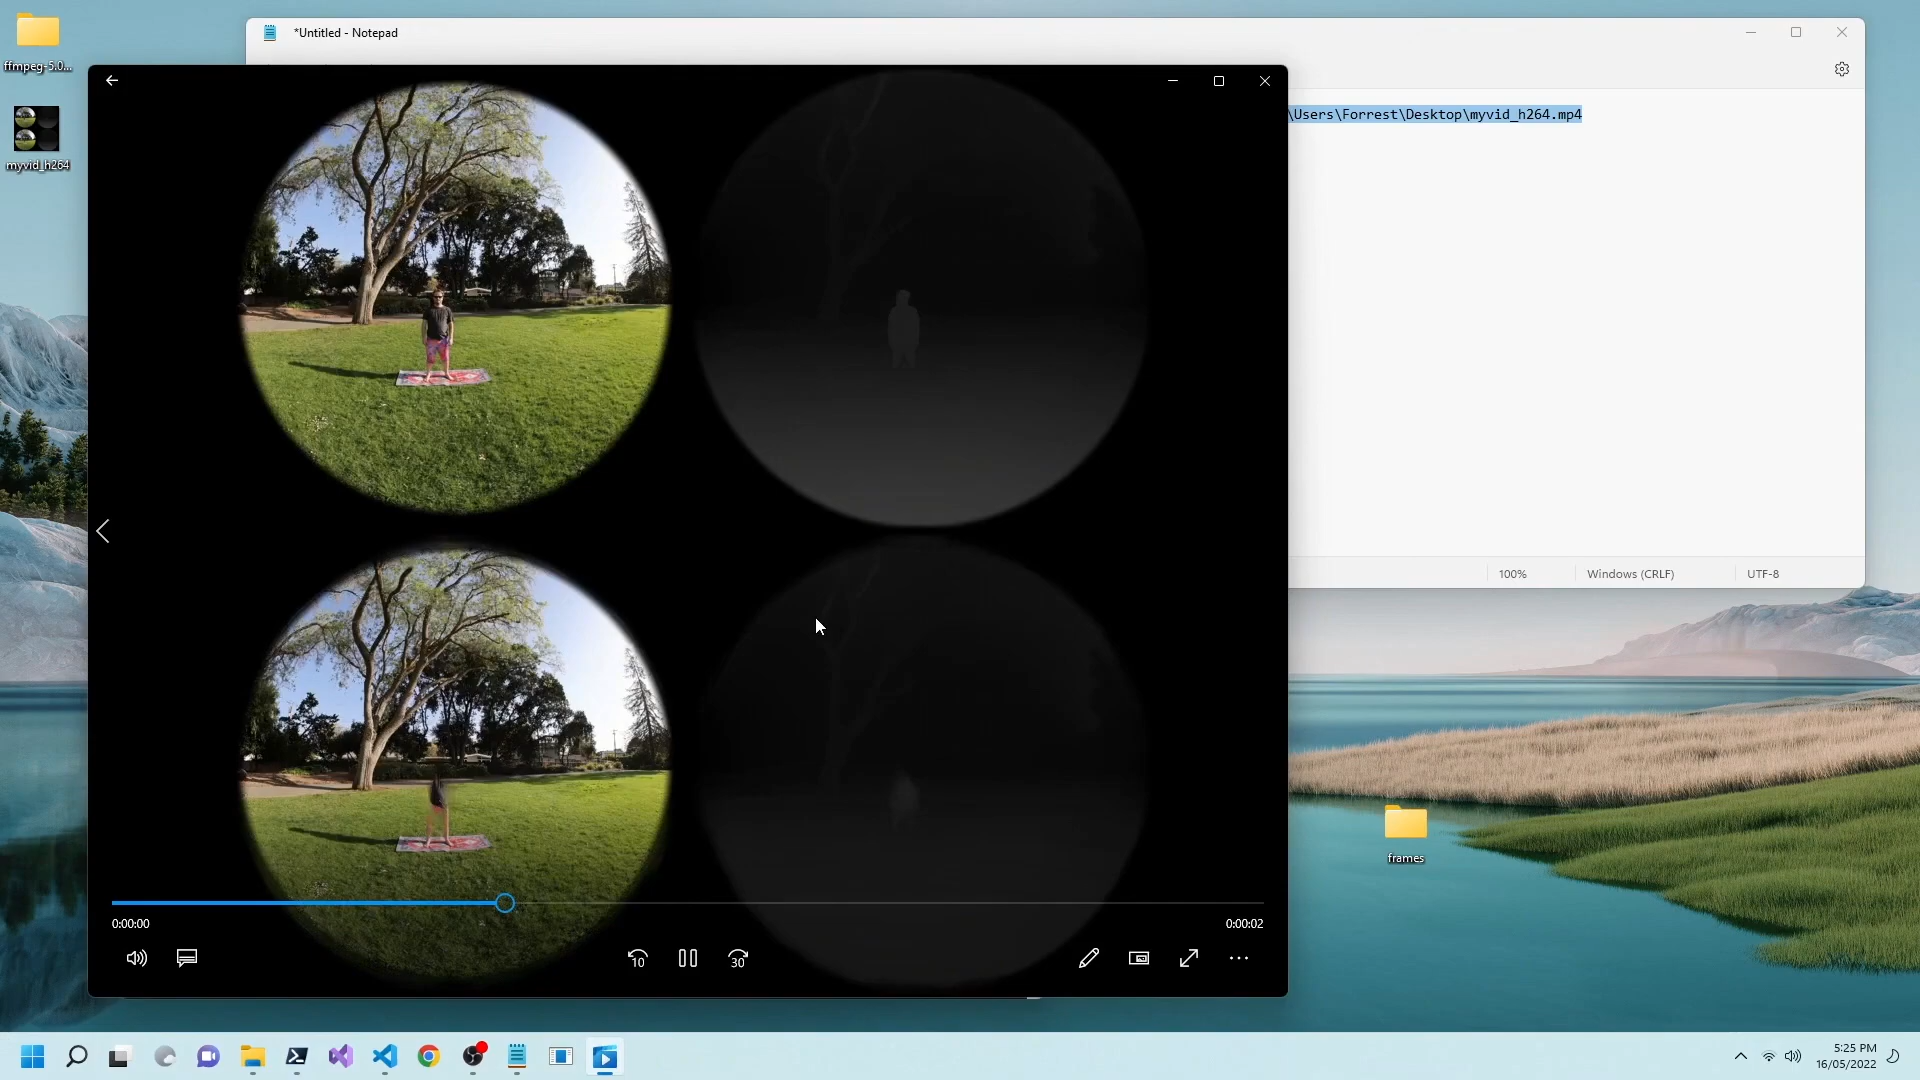 ffmpeg-5.0...
myvid_h264
*Untitled - Notepad
\Users\Forrest\Desktop\myvid_h264.mp4
100%
Windows (CRLF)
UTF-8
0:00:00
0:00:02
10
30
frames
5:25 PM
16/05/2022